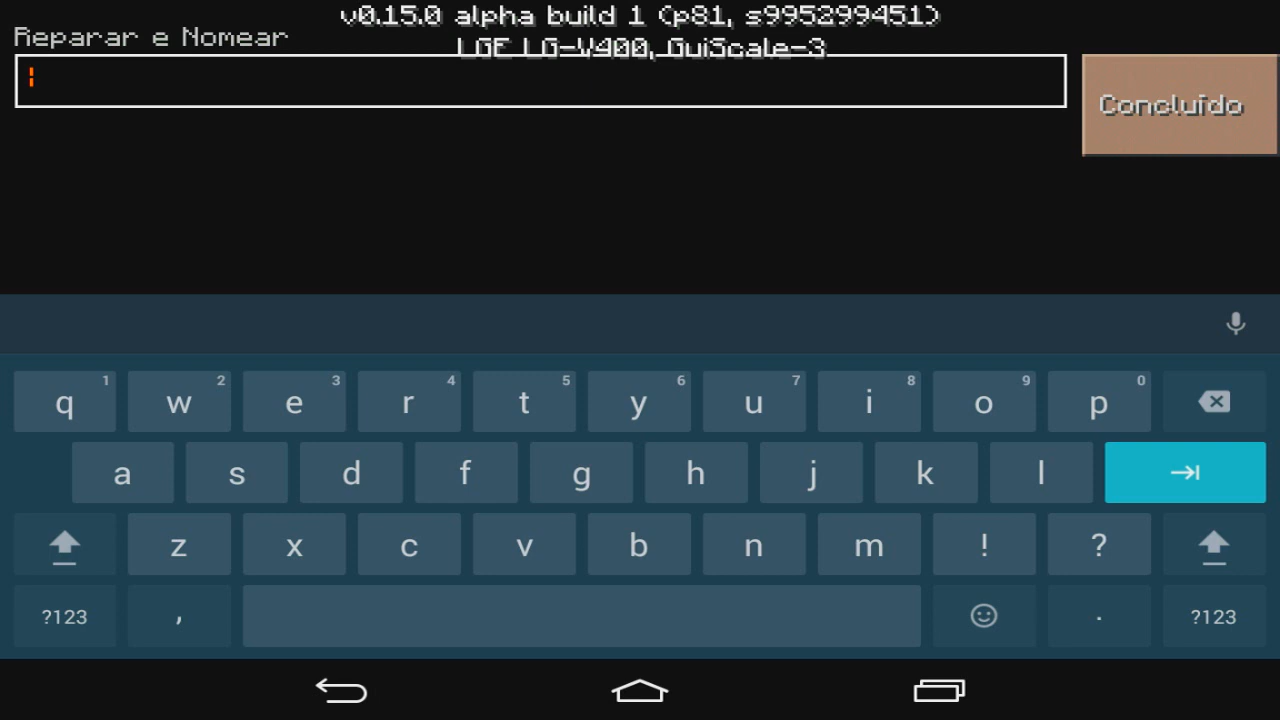 v0.15.0 alpha build 1 (p81, s995299451)
Reparar e Nomear
LGE LG-V400, GuiScale-3
Concluído
q 1 w 2 e 3 r 4 t 5 y 6 u 7 i 8 o 9 p 0
a s d f g h j k l
z x c v b n m ! ?
?123 , . ?123